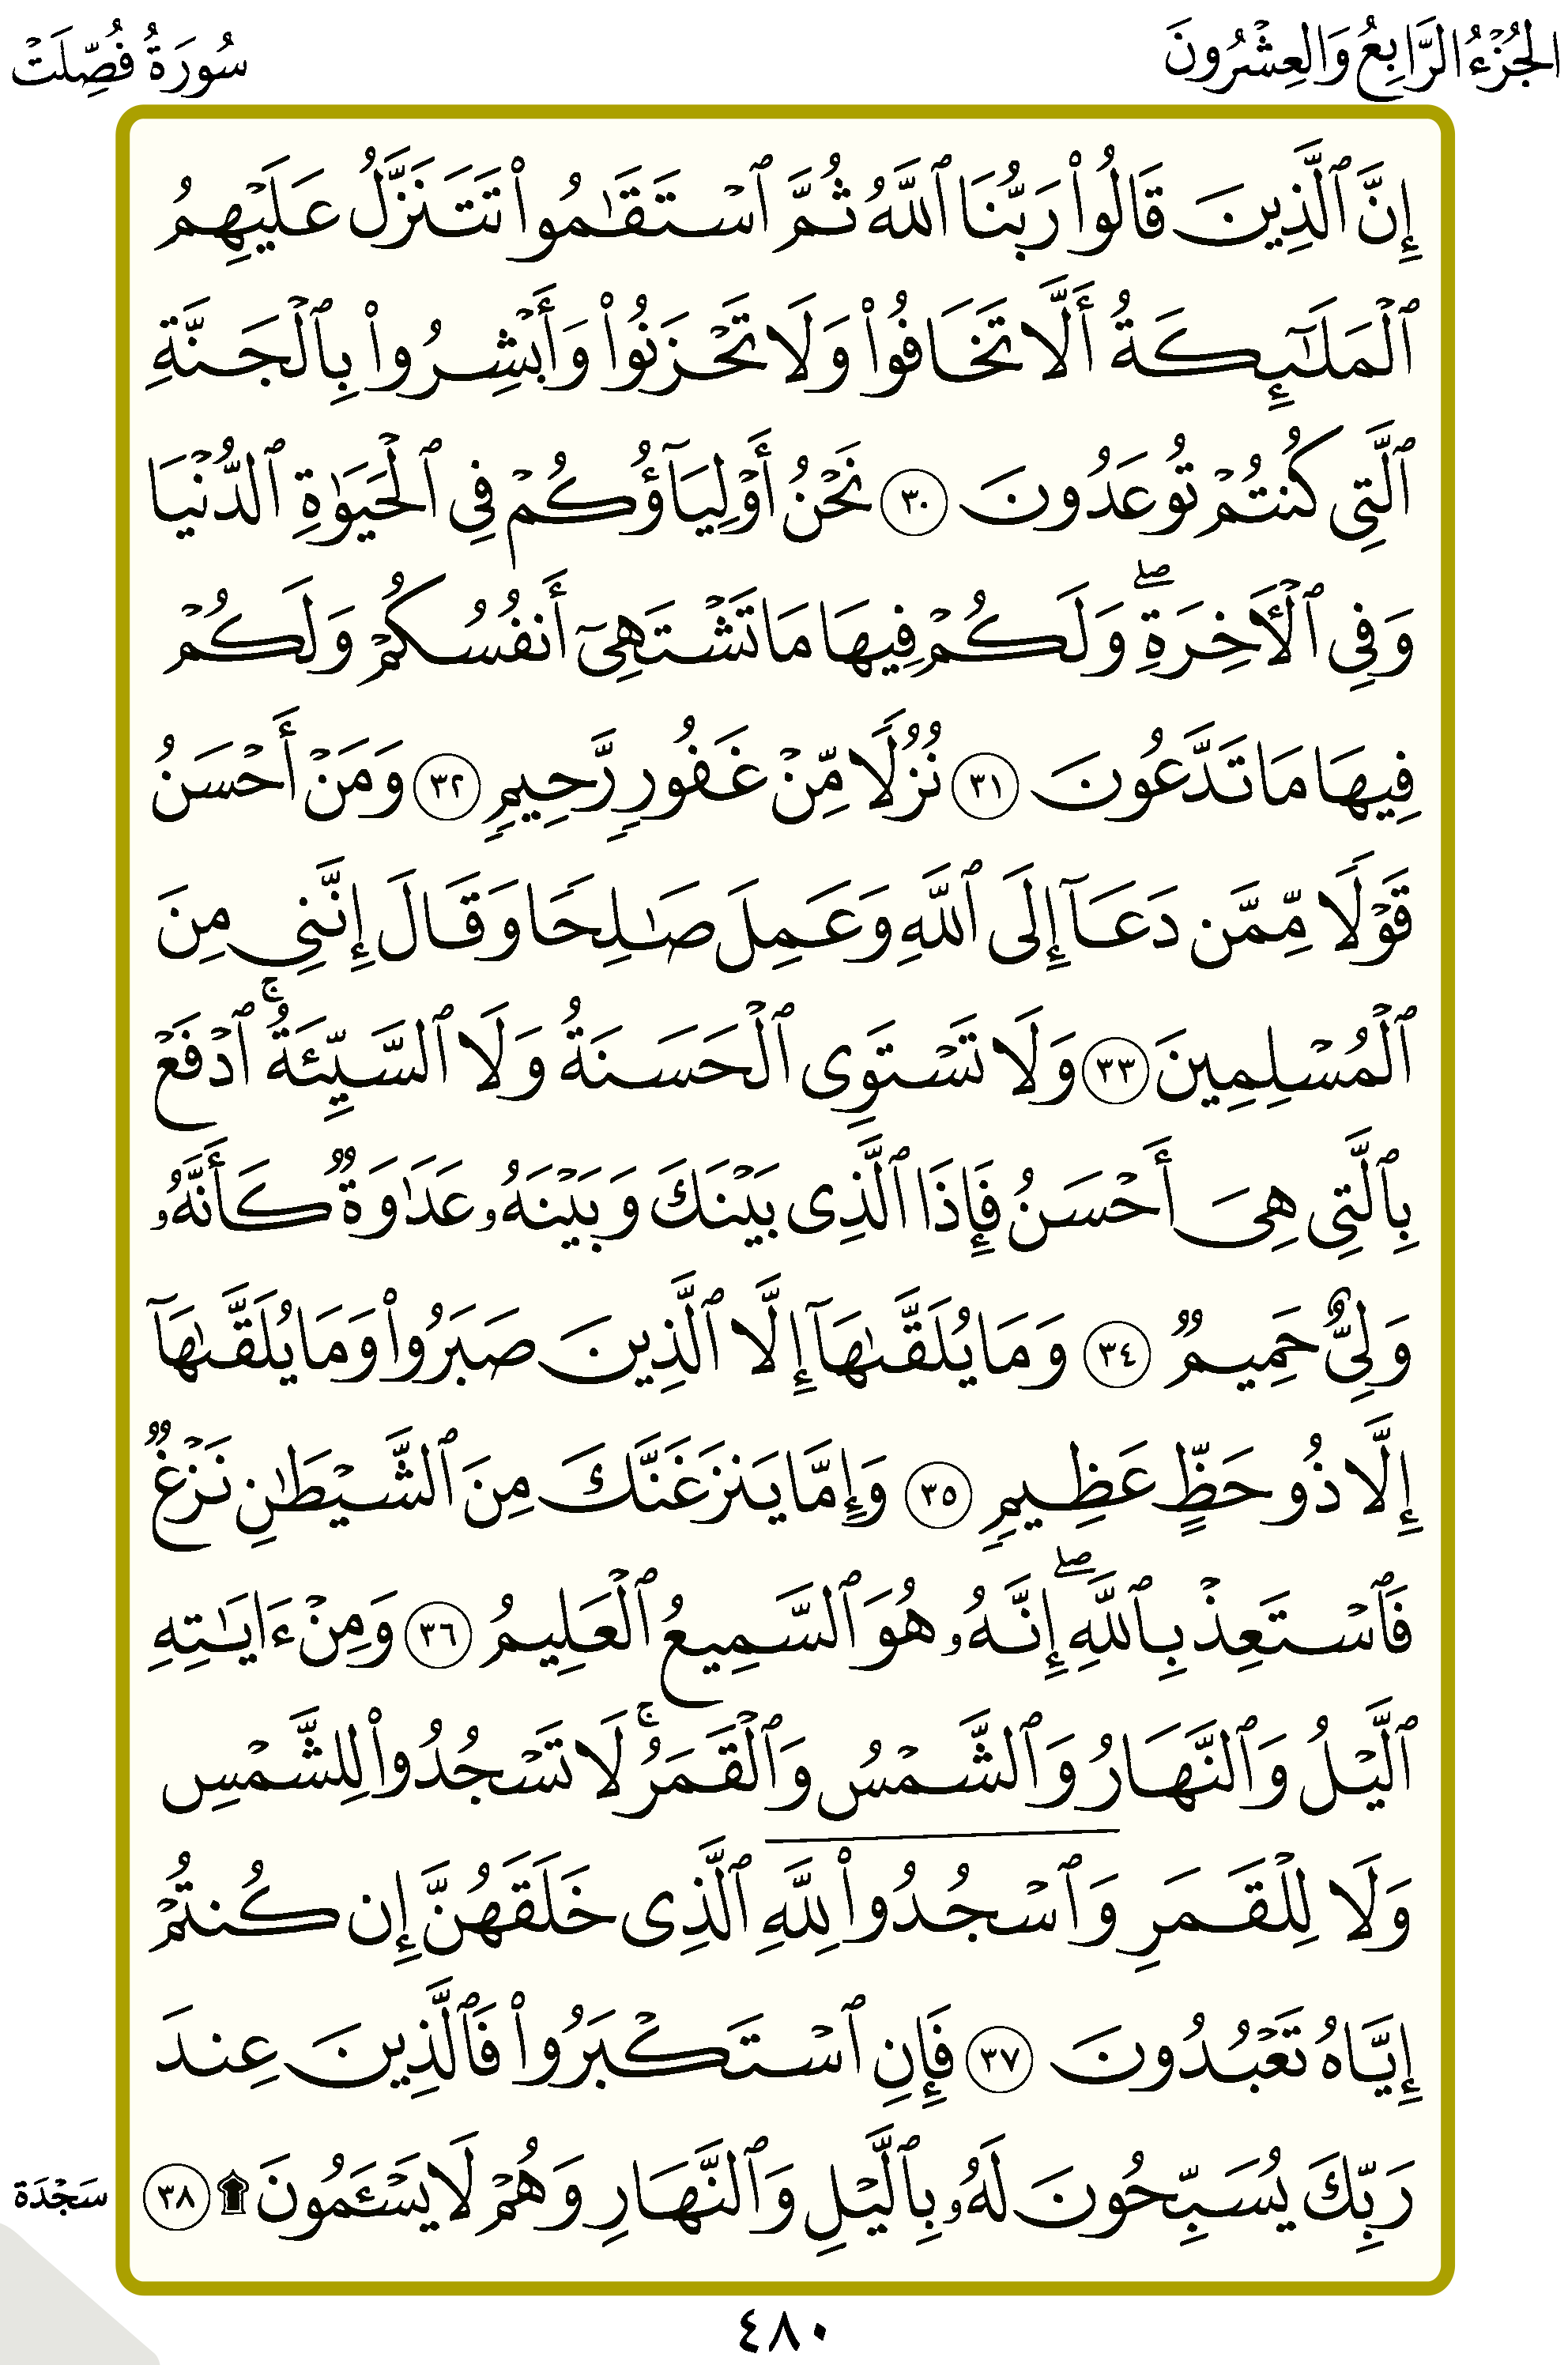 الجُزْءُ الرَّابِعُ وَالعِشْرُونَ
سُورَةُ فُصِّلَتْ
إِنَّ ٱلَّذِينَ قَالُوا۟ رَبُّنَا ٱللَّهُ ثُمَّ ٱسْتَقَـٰمُوا۟ تَتَنَزَّلُ عَلَيْهِمُ
ٱلْمَلَـٰٓئِكَةُ أَلَّا تَخَافُوا۟ وَلَا تَحْزَنُوا۟ وَأَبْشِرُوا۟ بِٱلْجَنَّةِ
ٱلَّتِى كُنتُمْ تُوعَدُونَ ٣٠ نَحْنُ أَوْلِيَآؤُكُمْ فِى ٱلْحَيَوٰةِ ٱلدُّنْيَا
وَفِى ٱلْـَٔاخِرَةِ ۖ وَلَكُمْ فِيهَا مَا تَشْتَهِىٓ أَنفُسُكُمْ وَلَكُمْ
فِيهَا مَا تَدَّعُونَ ٣١ نُزُلًا مِّنْ غَفُورٍ رَّحِيمٍ ٣٢ وَمَنْ أَحْسَنُ
قَوْلًا مِّمَّن دَعَآ إِلَى ٱللَّهِ وَعَمِلَ صَـٰلِحًا وَقَالَ إِنَّنِى مِنَ
ٱلْمُسْلِمِينَ ٣٣ وَلَا تَسْتَوِى ٱلْحَسَنَةُ وَلَا ٱلسَّيِّئَةُ ۚ ٱدْفَعْ
بِٱلَّتِى هِىَ أَحْسَنُ فَإِذَا ٱلَّذِى بَيْنَكَ وَبَيْنَهُۥ عَدَٰوَةٌ كَأَنَّهُۥ
وَلِىٌّ حَمِيمٌ ٣٤ وَمَا يُلَقَّىٰهَآ إِلَّا ٱلَّذِينَ صَبَرُوا۟ وَمَا يُلَقَّىٰهَآ
إِلَّا ذُو حَظٍّ عَظِيمٍ ٣٥ وَإِمَّا يَنزَغَنَّكَ مِنَ ٱلشَّيْطَـٰنِ نَزْغٌ
فَٱسْتَعِذْ بِٱللَّهِ ۖ إِنَّهُۥ هُوَ ٱلسَّمِيعُ ٱلْعَلِيمُ ٣٦ وَمِنْ ءَايَـٰتِهِ
ٱلَّيْلُ وَٱلنَّهَارُ وَٱلشَّمْسُ وَٱلْقَمَرُ ۚ لَا تَسْجُدُوا۟ لِلشَّمْسِ
وَلَا لِلْقَمَرِ وَٱسْجُدُوا۟ لِلَّهِ ٱلَّذِى خَلَقَهُنَّ إِن كُنتُمْ
إِيَّاهُ تَعْبُدُونَ ٣٧ فَإِنِ ٱسْتَكْبَرُوا۟ فَٱلَّذِينَ عِندَ
رَبِّكَ يُسَبِّحُونَ لَهُۥ بِٱلَّيْلِ وَٱلنَّهَارِ وَهُمْ لَا يَسْـَٔمُونَ ۩ ٣٨
سَجْدَة
٤٨٠